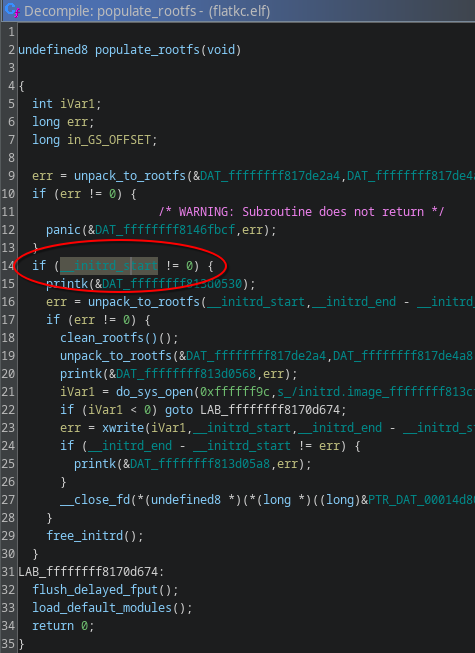 Decompile: populate_rootfs - (flatkc.elf)
1
2 undefined8 populate_rootfs(void)
3
4 {
5 int iVar1;
6 long err;
7 long in_GS_OFFSET;
8
9 err = unpack_to_rootfs(&DAT_ffffffff817de2a4,DAT_ffffffff817de4a
10 if (err != 0) {
11 /* WARNING: Subroutine does not return */
12 panic(&DAT_ffffffff8146fbcf,err);
13 }
14 if (__initrd_start != 0) {
15 printk(&DAT_ffffffff813d0530);
16 err = unpack_to_rootfs(__initrd_start,__initrd_end - __initrd_
17 if (err != 0) {
18 clean_rootfs()();
19 unpack_to_rootfs(&DAT_ffffffff817de2a4,DAT_ffffffff817de4a8
20 printk(&DAT_ffffffff813d0568,err);
21 iVar1 = do_sys_open(0xffffff9c,s_/initrd.image_ffffffff813c
22 if (iVar1 < 0) goto LAB_ffffffff8170d674;
23 err = xwrite(iVar1,__initrd_start,__initrd_end - __initrd_st
24 if (__initrd_end - __initrd_start != err) {
25 printk(&DAT_ffffffff813d05a8,err);
26 }
27 __close_fd(*(undefined8 *)(*(long *)((long)&PTR_DAT_00014d80
28 }
29 free_initrd();
30 }
31 LAB_ffffffff8170d674:
32 flush_delayed_fput();
33 load_default_modules();
34 return 0;
35 }